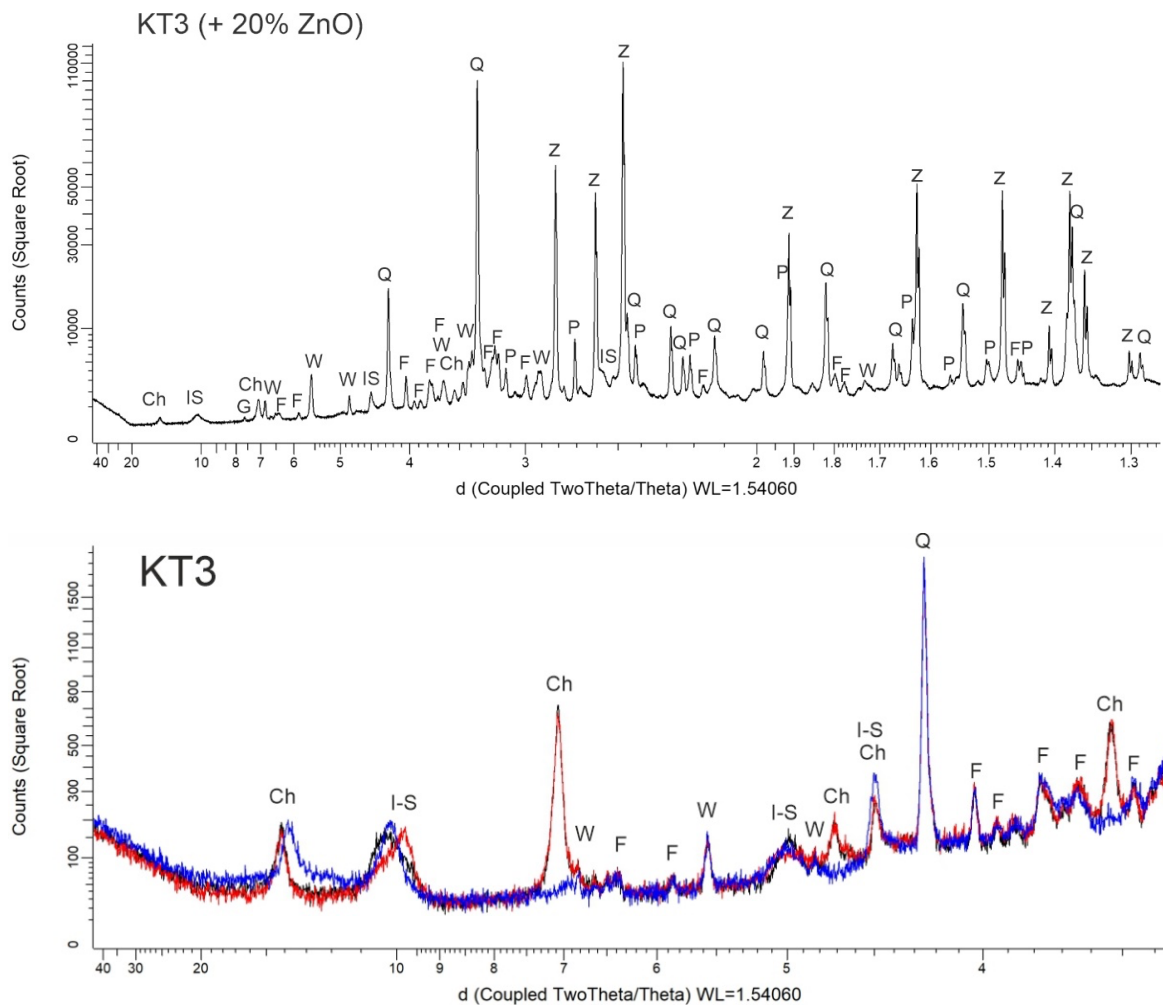 KT3 (+ 20% ZnO)
Counts (Square Root)
110000
50000
30000
10000
0
Ch
IS
G
Ch
W
F
F
W
W
IS
Q
F
F
F
F
W
Ch
W
Q
F
F
P
F
W
Z
P
Z
IS
Z
Q
P
Q
Q
P
F
Q
Q
P
Z
Q
F
F
W
Q
P
Z
P
Q
P
Z
F
P
Z
Z
Q
Z
Z
Q
40 20 10 8 7 6 5 4 3 2 1.9 1.8 1.7 1.6 1.5 1.4 1.3
d (Coupled TwoTheta/Theta) WL=1.54060
KT3
Counts (Square Root)
1500
1100
800
500
300
100
0
Ch
I-S
Ch
W
F
F
W
I-S
W
Ch
I-S
Ch
Q
F
F
F
F
Ch
F
40 30 20 10 9 8 7 6 5 4
d (Coupled TwoTheta/Theta) WL=1.54060